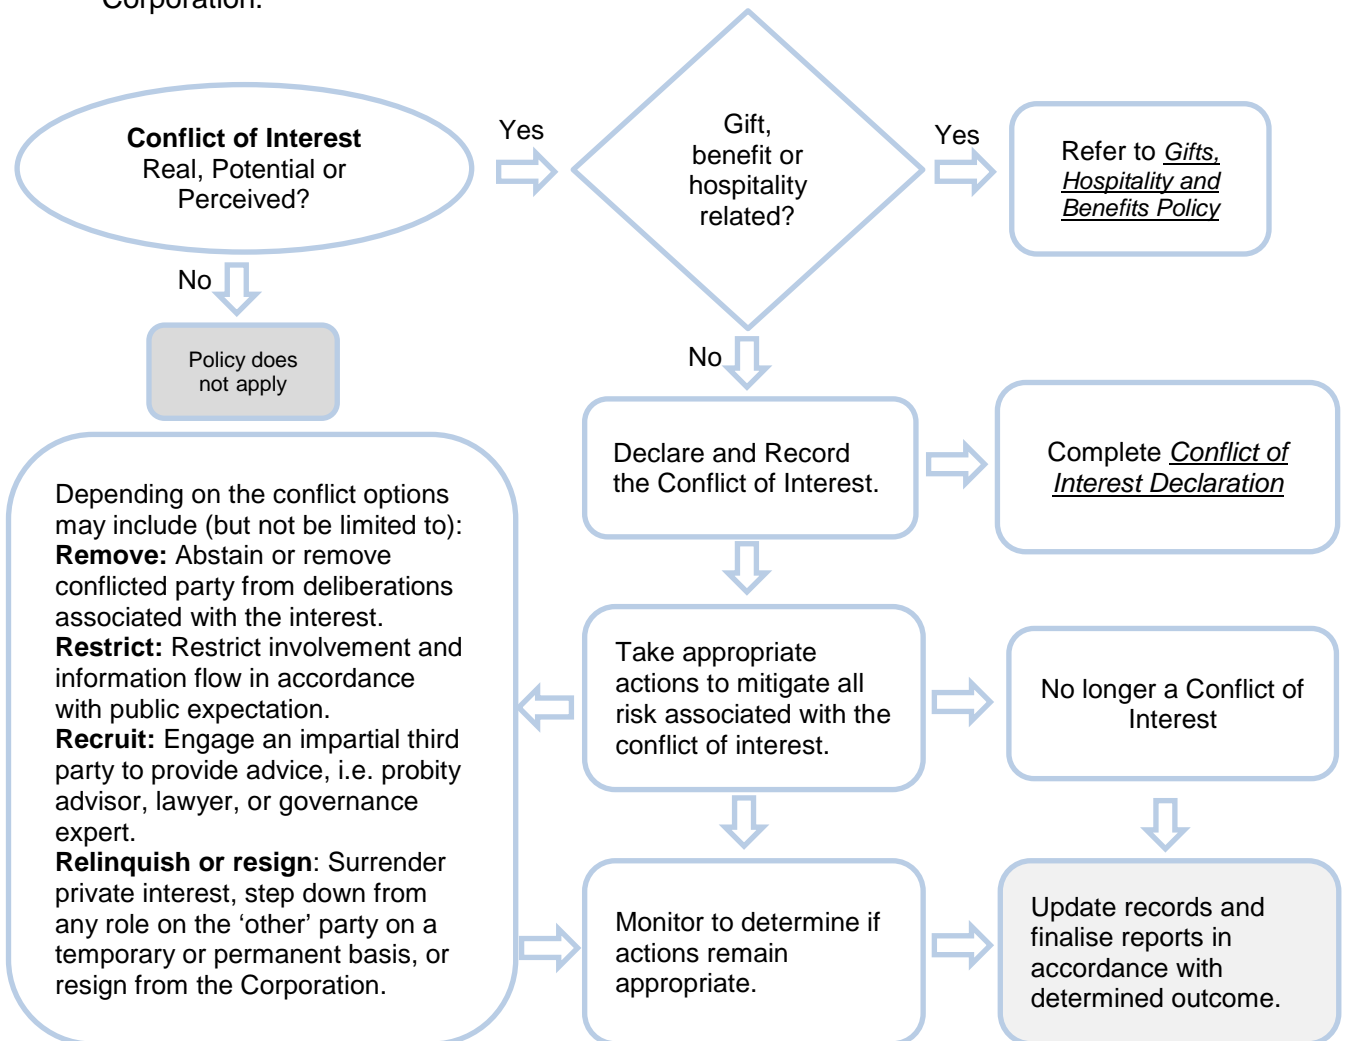 Corporation.
Conflict of Interest
Real, Potential or
Perceived?
Yes
Gift,
benefit or
hospitality
related?
Yes
Refer to Gifts,
Hospitality and
Benefits Policy
No
Policy does
not apply
No
Declare and Record
the Conflict of Interest.
Complete Conflict of
Interest Declaration
Depending on the conflict options
may include (but not be limited to):
Remove: Abstain or remove
conflicted party from deliberations
associated with the interest.
Restrict: Restrict involvement and
information flow in accordance
with public expectation.
Recruit: Engage an impartial third
party to provide advice, i.e. probity
advisor, lawyer, or governance
expert.
Relinquish or resign: Surrender
private interest, step down from
any role on the ‘other’ party on a
temporary or permanent basis, or
resign from the Corporation.
Take appropriate
actions to mitigate all
risk associated with the
conflict of interest.
No longer a Conflict of
Interest
Monitor to determine if
actions remain
appropriate.
Update records and
finalise reports in
accordance with
determined outcome.